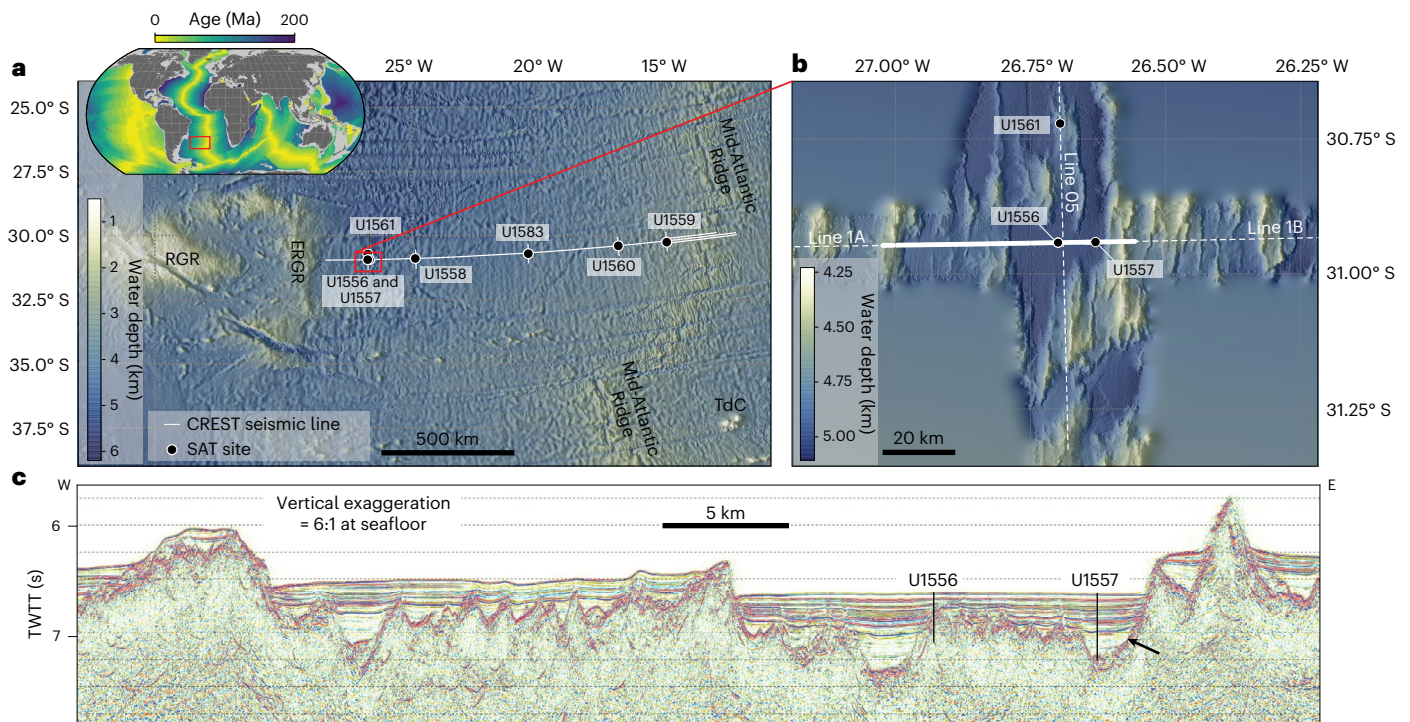 Age (Ma)
0
200
a
25° W
20° W
15° W
25.0° S
27.5° S
30.0° S
32.5° S
35.0° S
37.5° S
Mid-Atlantic
Ridge
U1561
U1583
U1559
RGR
ERGR
U1556 and
U1557
U1558
U1560
Water depth (km)
1
2
3
4
5
6
Mid-Atlantic
Ridge
TdC
CREST seismic line
SAT site
500 km
b
27.00° W
26.75° W
26.50° W
26.25° W
30.75° S
31.00° S
31.25° S
U1561
Line 05
U1556
Line 1A
Line 1B
U1557
Water depth (km)
4.25
4.50
4.75
5.00
20 km
c
W
E
Vertical exaggeration
= 6:1 at seafloor
5 km
6
7
TWTT (s)
U1556
U1557